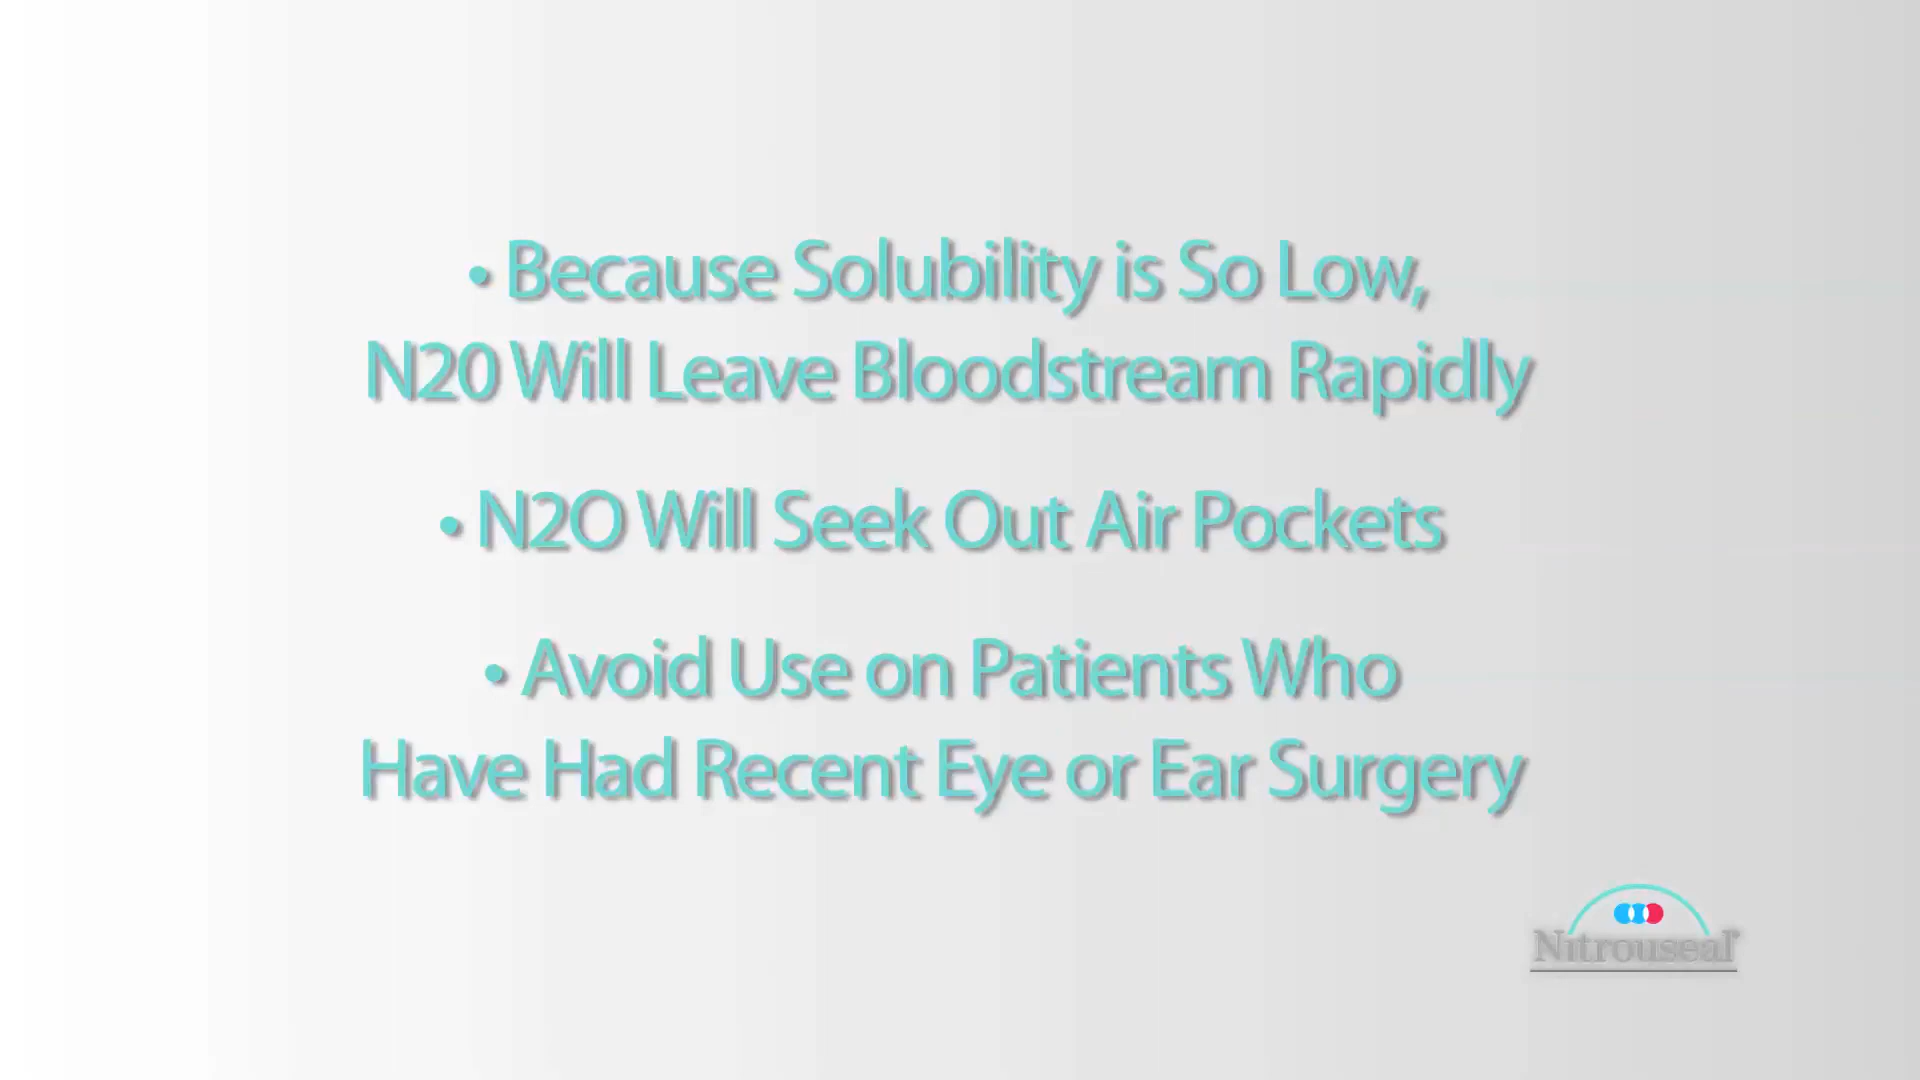 • Because Solubility is So Low,
N20 Will Leave Bloodstream Rapidly
• N2O Will Seek Out Air Pockets
• Avoid Use on Patients Who
Have Had Recent Eye or Ear Surgery
Nitrouseal